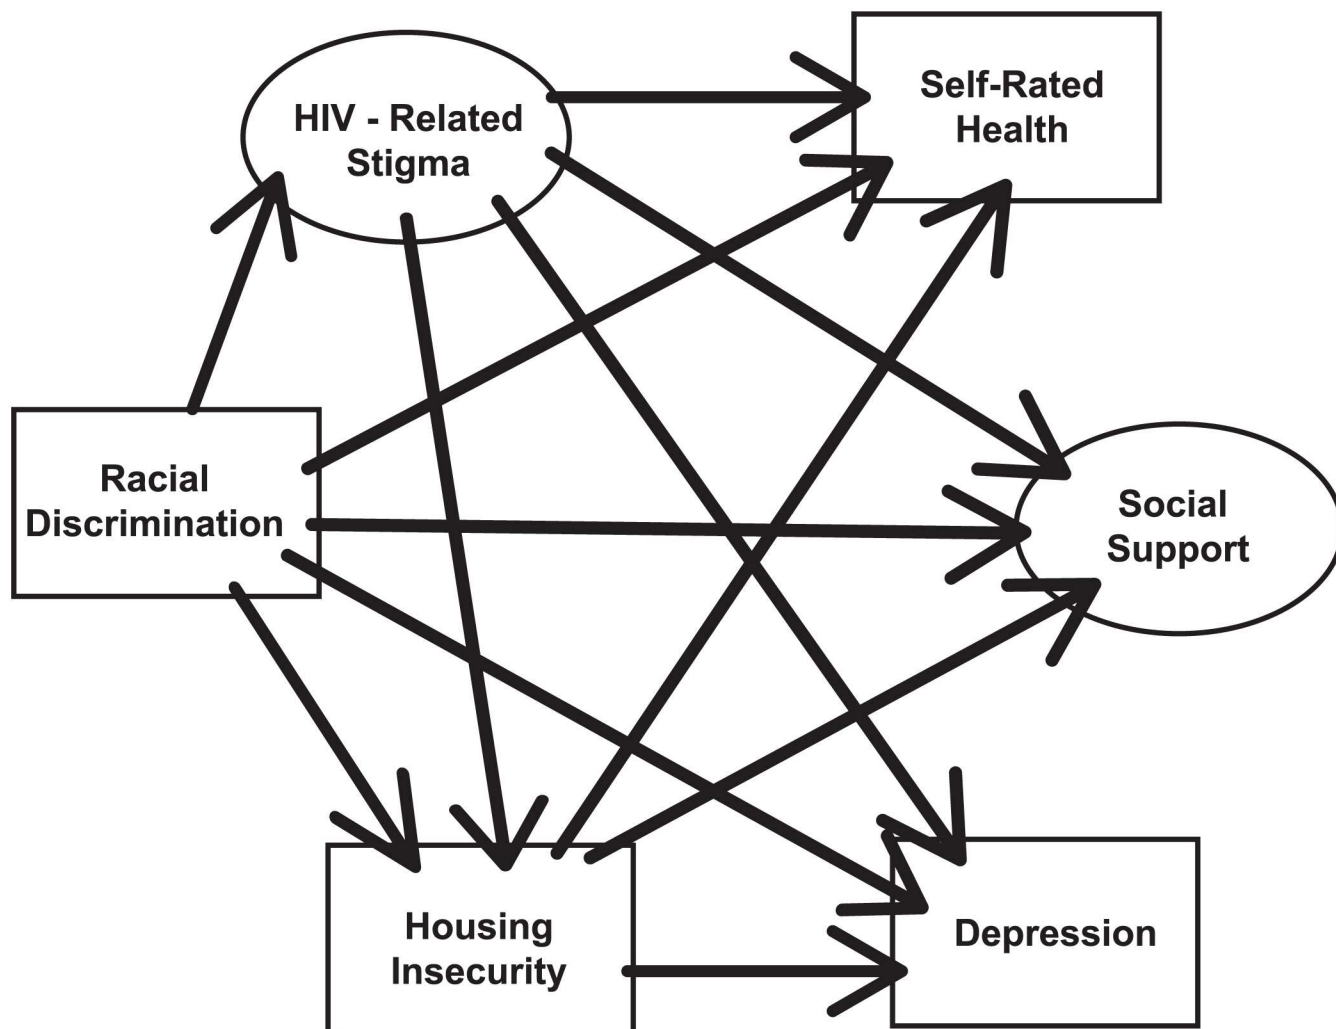 HIV - Related
Stigma
Self-Rated
Health
Racial
Discrimination
Social
Support
Housing
Insecurity
Depression